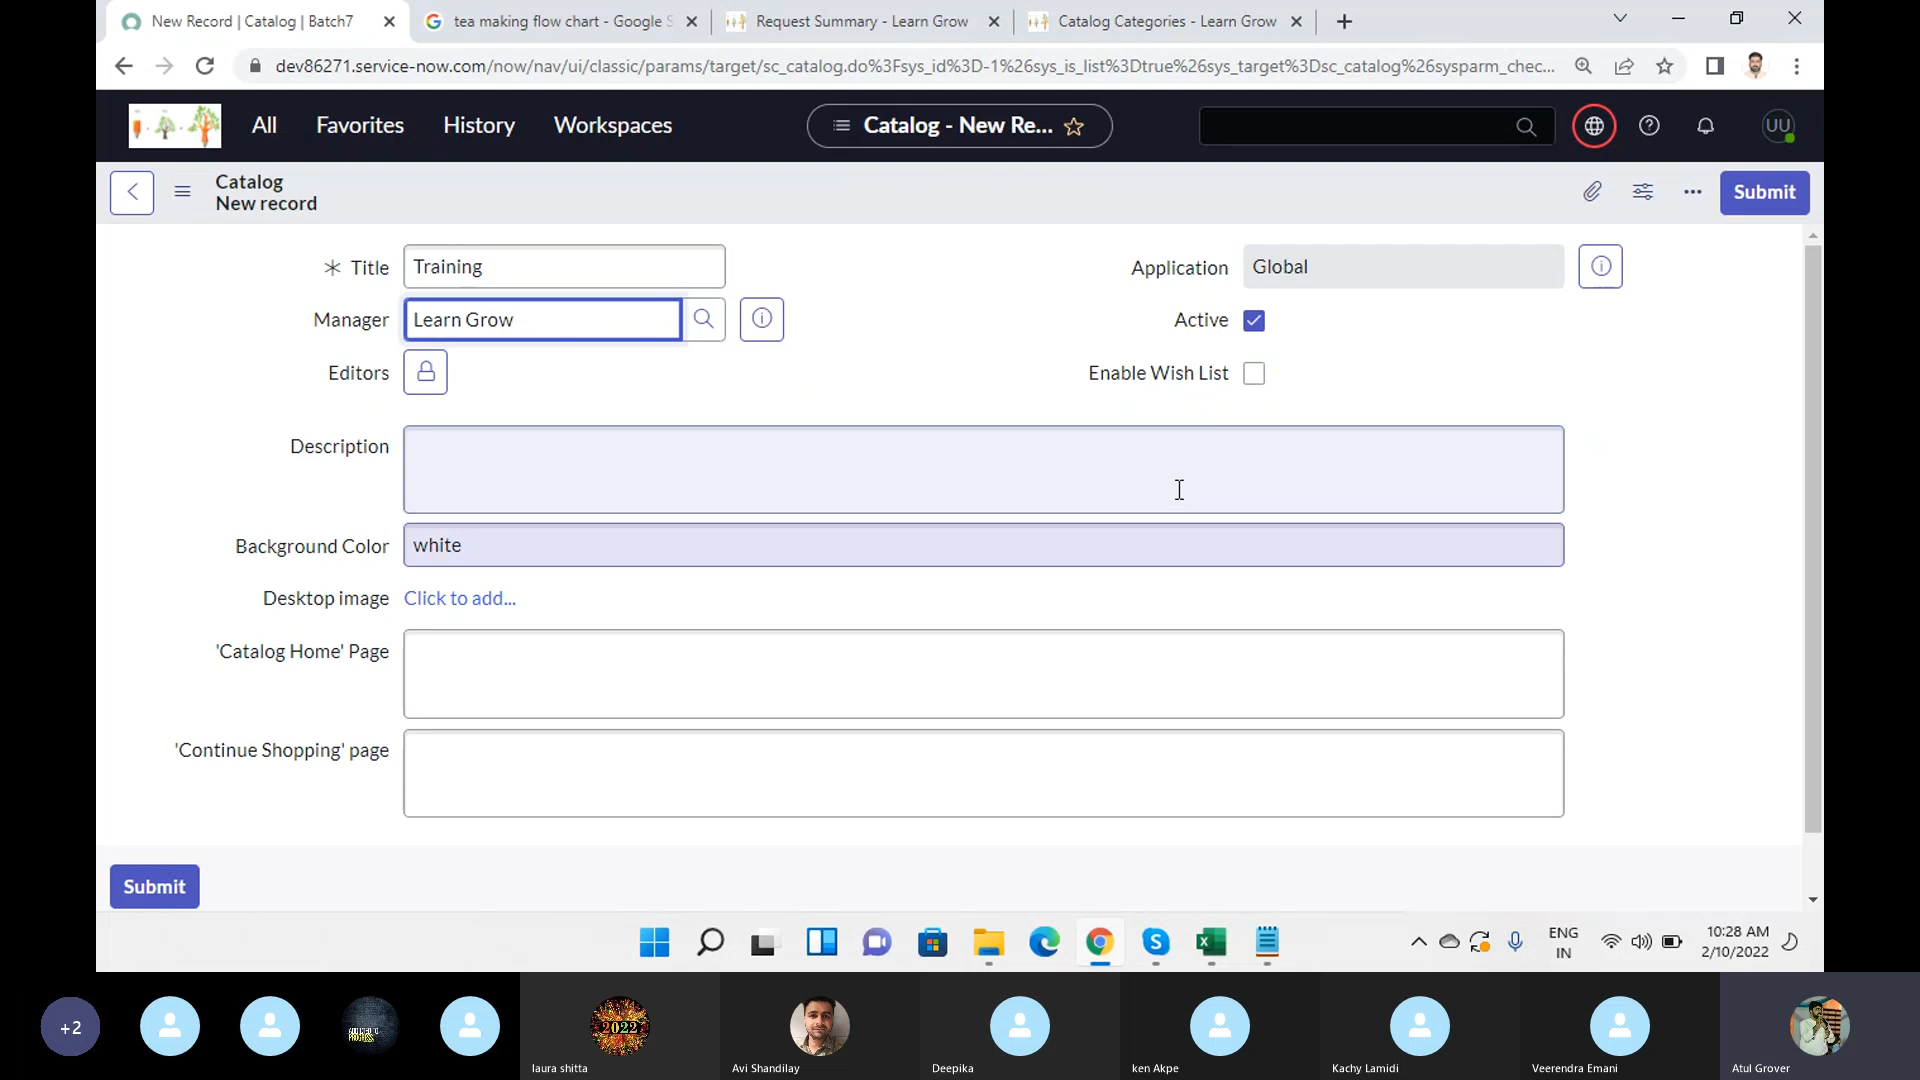 New Record | Catalog | Batch7
tea making flow chart - Google S
Request Summary - Learn Grow
Catalog Categories - Learn Grow
dev86271.service-now.com/now/nav/ui/classic/params/target/sc_catalog.do%3Fsys_id%3D-1%26sys_is_list%3Dtrue%26sys_target%3Dsc_catalog%26sysparm_chec...
All
Favorites
History
Workspaces
Catalog - New Re...
UU
Catalog
New record
Submit
Title
Training
Application
Global
Manager
Learn Grow
Active
Editors
Enable Wish List
Description
Background Color
white
Desktop image
Click to add...
'Catalog Home' Page
'Continue Shopping' page
Submit
ENG
IN
10:28 AM
2/10/2022
+2
2022
laura shitta
Avi Shandilay
Deepika
ken Akpe
Kachy Lamidi
Veerendra Emani
Atul Grover